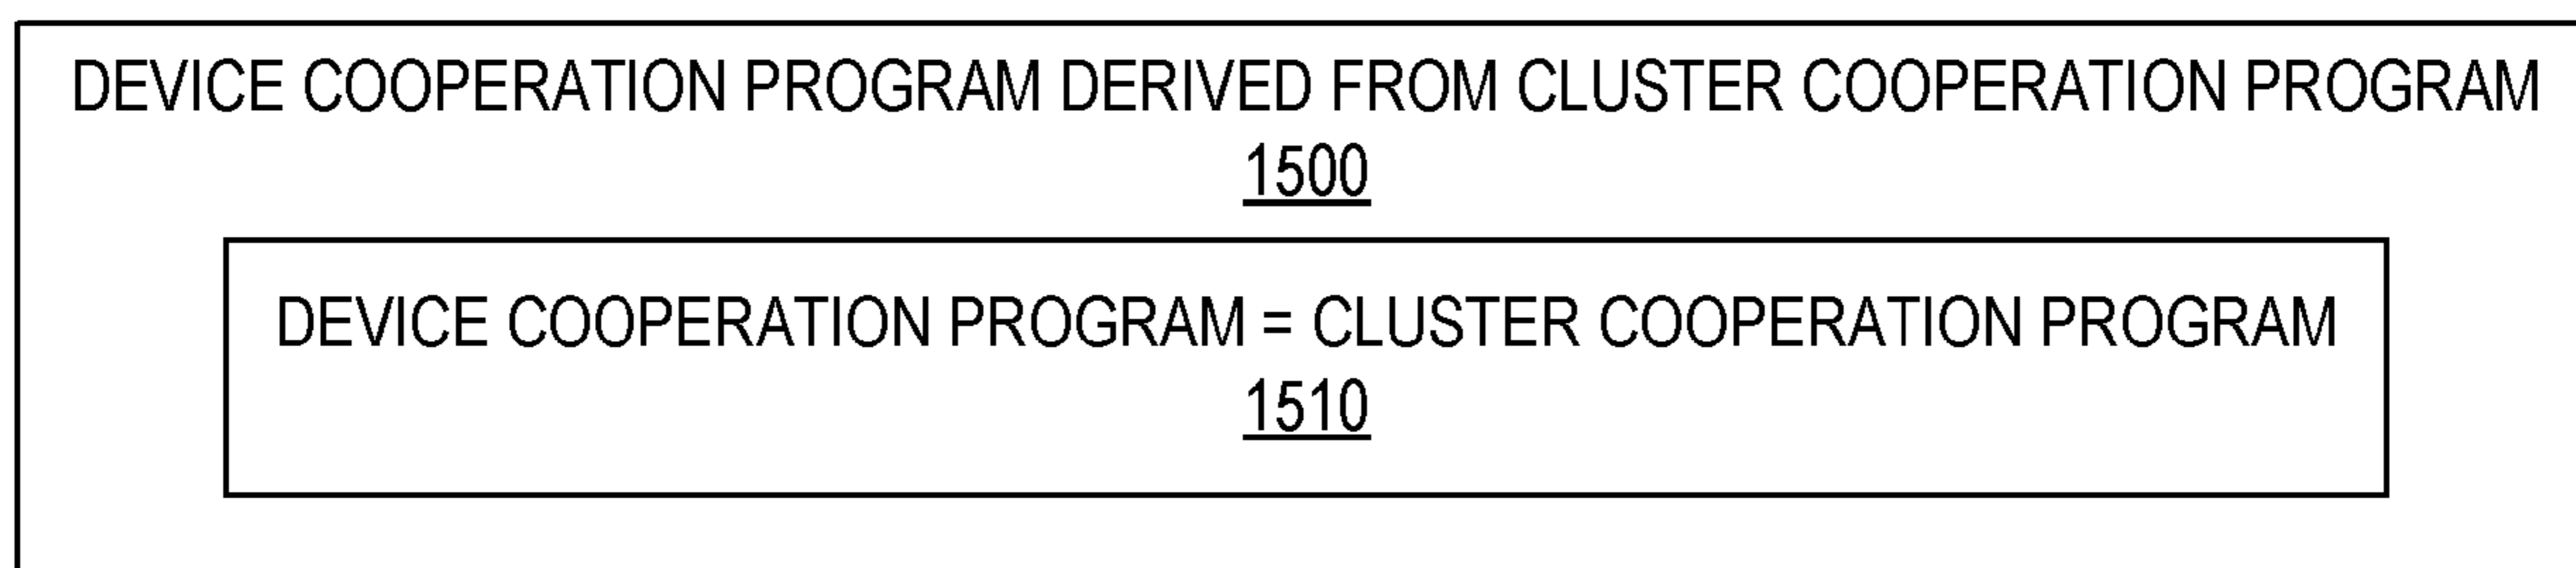 DEVICE COOPERATION PROGRAM DERIVED FROM CLUSTER COOPERATION PROGRAM
1500
DEVICE COOPERATION PROGRAM = CLUSTER COOPERATION PROGRAM
1510